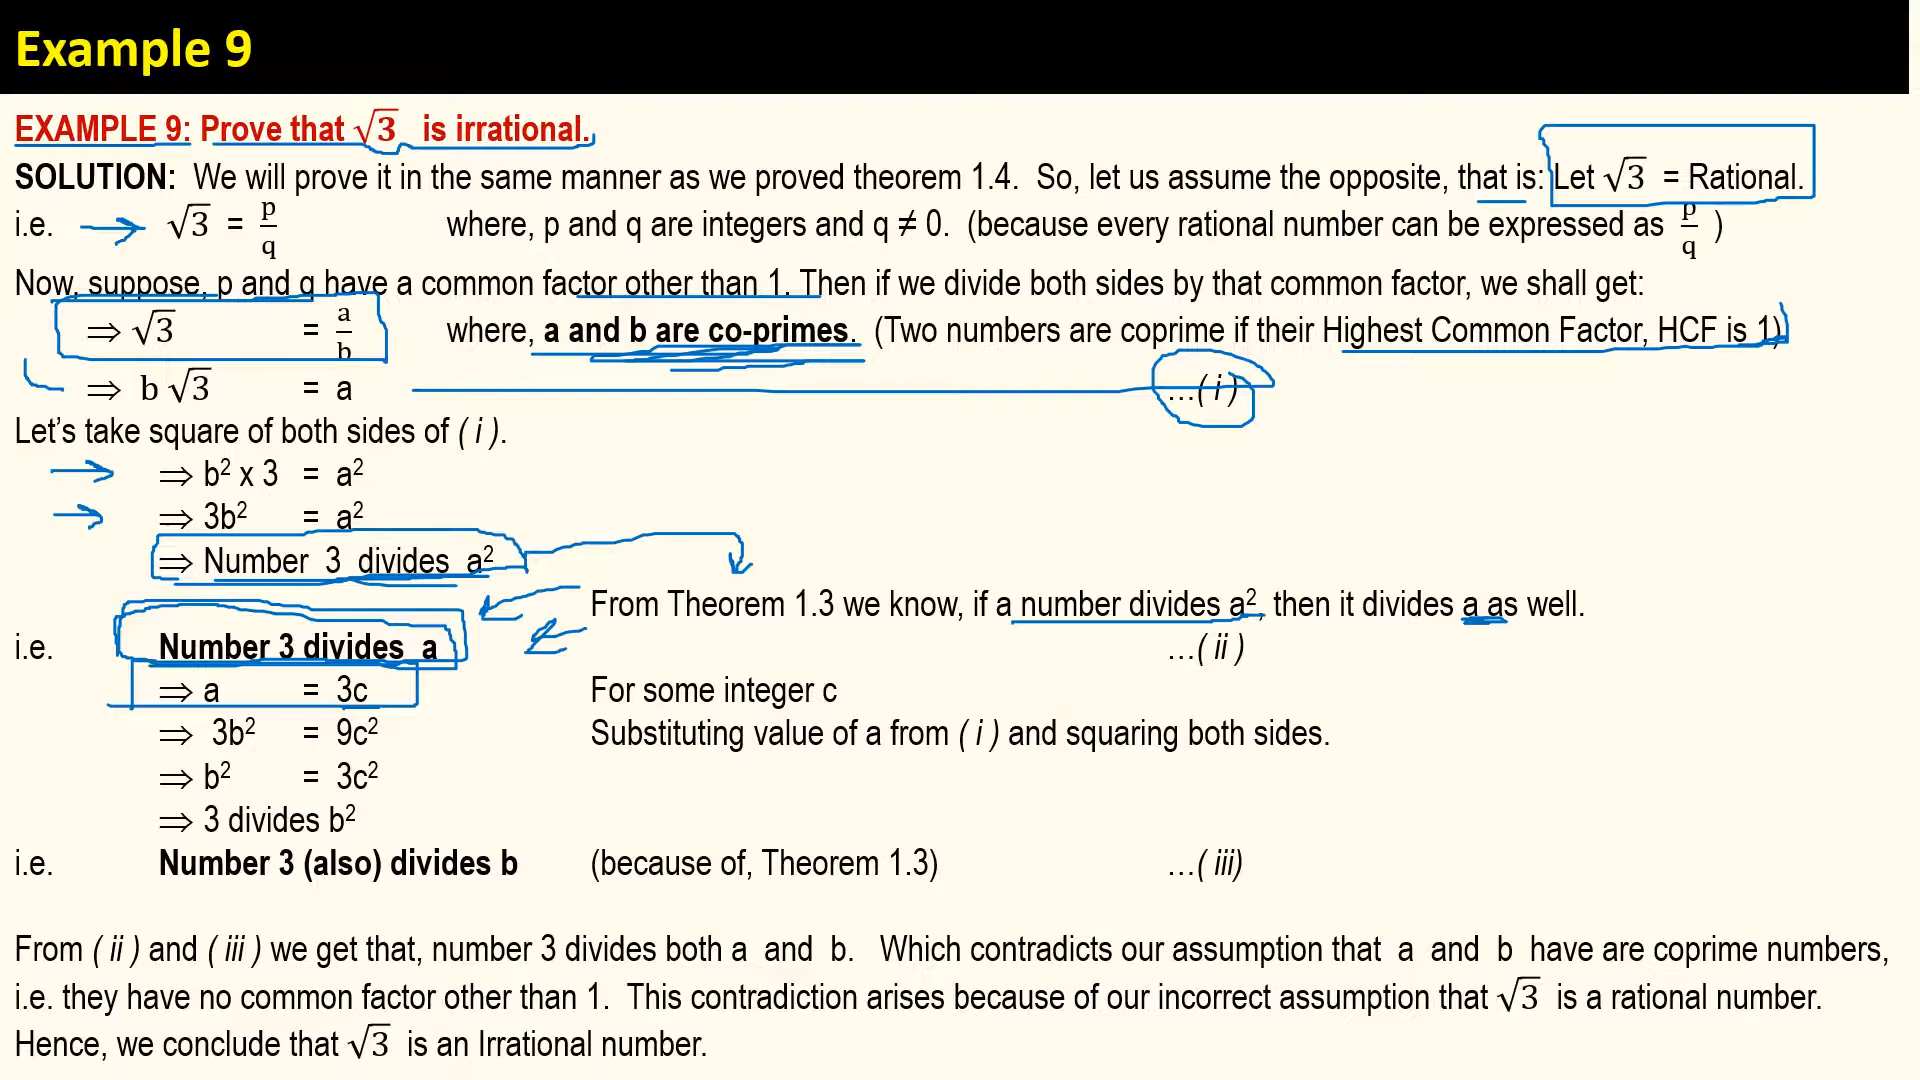 Example 9
EXAMPLE 9: Prove that √3 is irrational.
SOLUTION: We will prove it in the same manner as we proved theorem 1.4. So, let us assume the opposite, that is: Let √3 = Rational.
i.e. √3 = p/q where, p and q are integers and q ≠ 0. (because every rational number can be expressed as p/q )
Now, suppose, p and q have a common factor other than 1. Then if we divide both sides by that common factor, we shall get:
⇒ √3 = a/b where, a and b are co-primes. (Two numbers are coprime if their Highest Common Factor, HCF is 1)
⇒ b √3 = a …( i )
Let’s take square of both sides of ( i ).
⇒ b² x 3 = a²
⇒ 3b² = a²
⇒ Number 3 divides a²
From Theorem 1.3 we know, if a number divides a², then it divides a as well.
i.e. Number 3 divides a …( ii )
⇒ a = 3c For some integer c
⇒ 3b² = 9c² Substituting value of a from ( i ) and squaring both sides.
⇒ b² = 3c²
⇒ 3 divides b²
i.e. Number 3 (also) divides b (because of, Theorem 1.3) …( iii)
From ( ii ) and ( iii ) we get that, number 3 divides both a and b. Which contradicts our assumption that a and b have are coprime numbers,
i.e. they have no common factor other than 1. This contradiction arises because of our incorrect assumption that √3 is a rational number.
Hence, we conclude that √3 is an Irrational number.